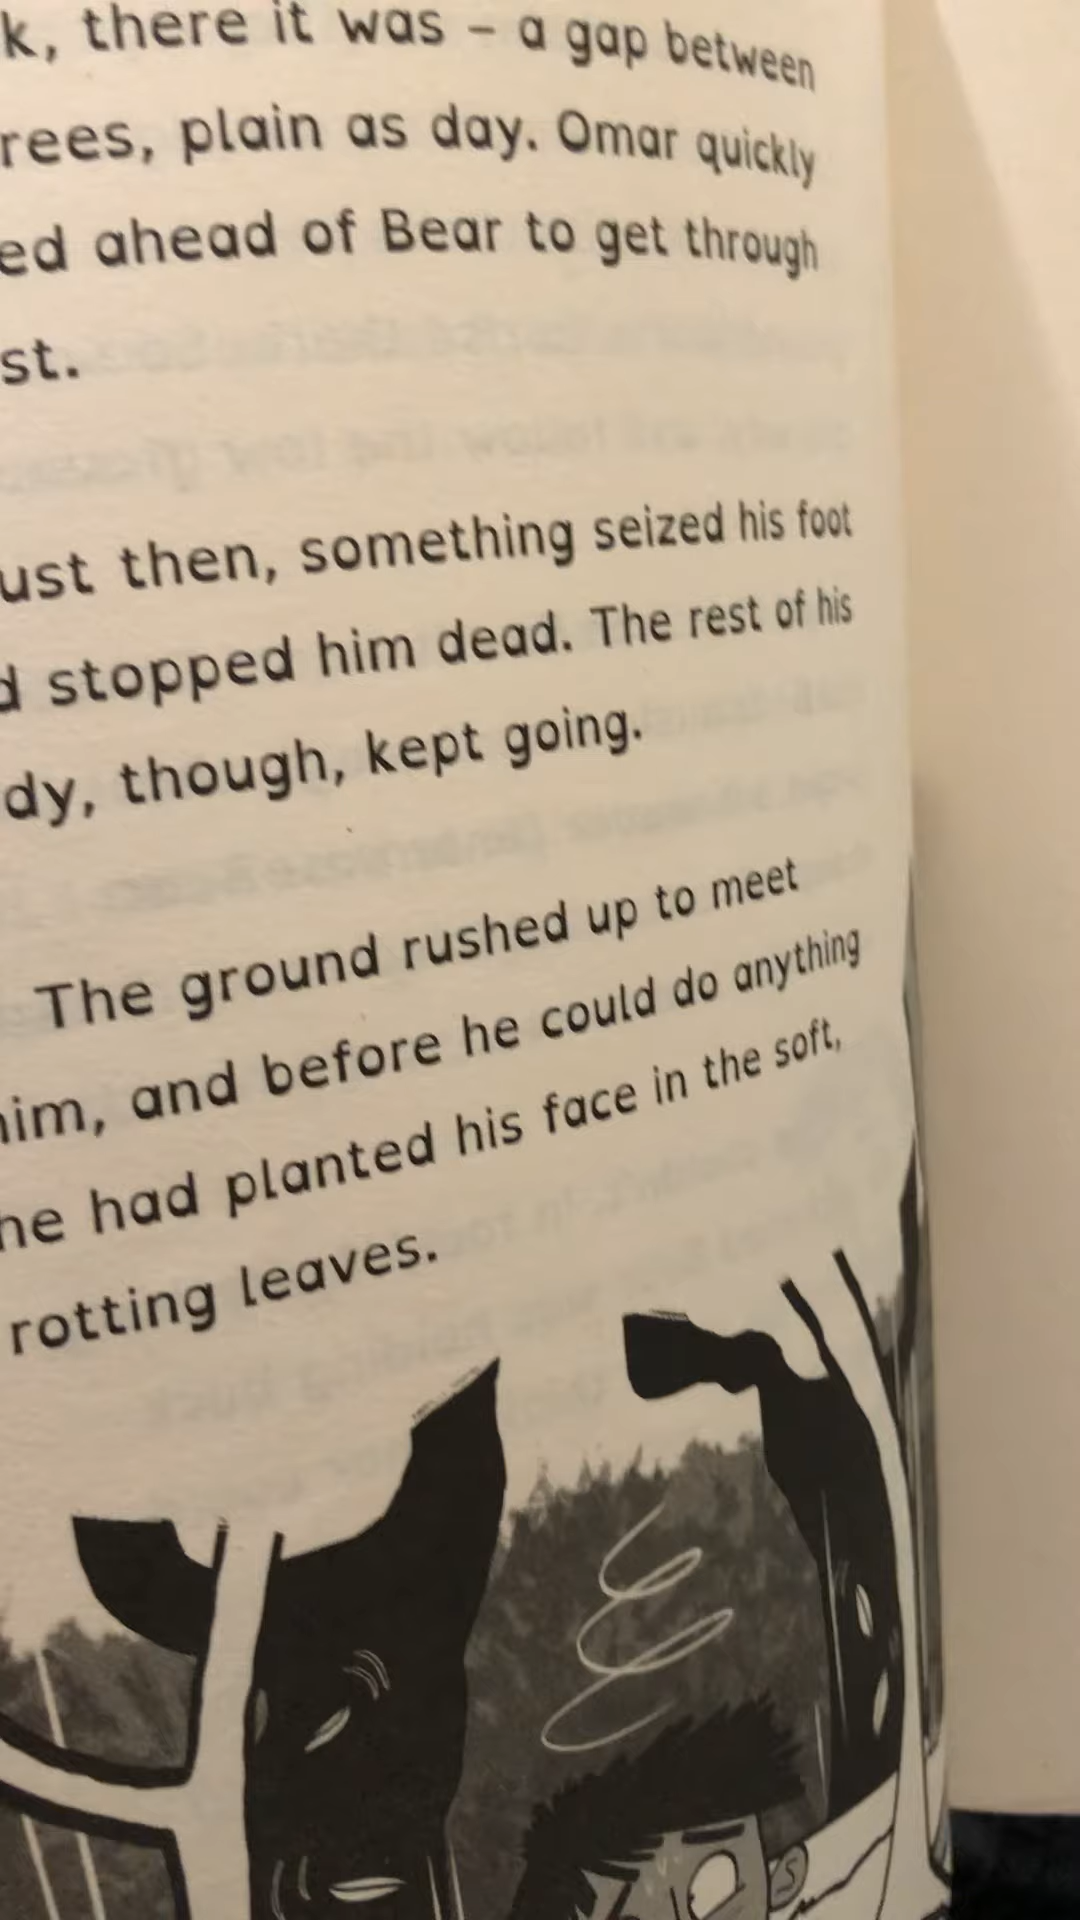 k, there it was – a gap between
rees, plain as day. Omar quickly
ed ahead of Bear to get through
st.
ust then, something seized his foot
d stopped him dead. The rest of his
dy, though, kept going.
The ground rushed up to meet
him, and before he could do anything
he had planted his face in the soft,
rotting leaves.